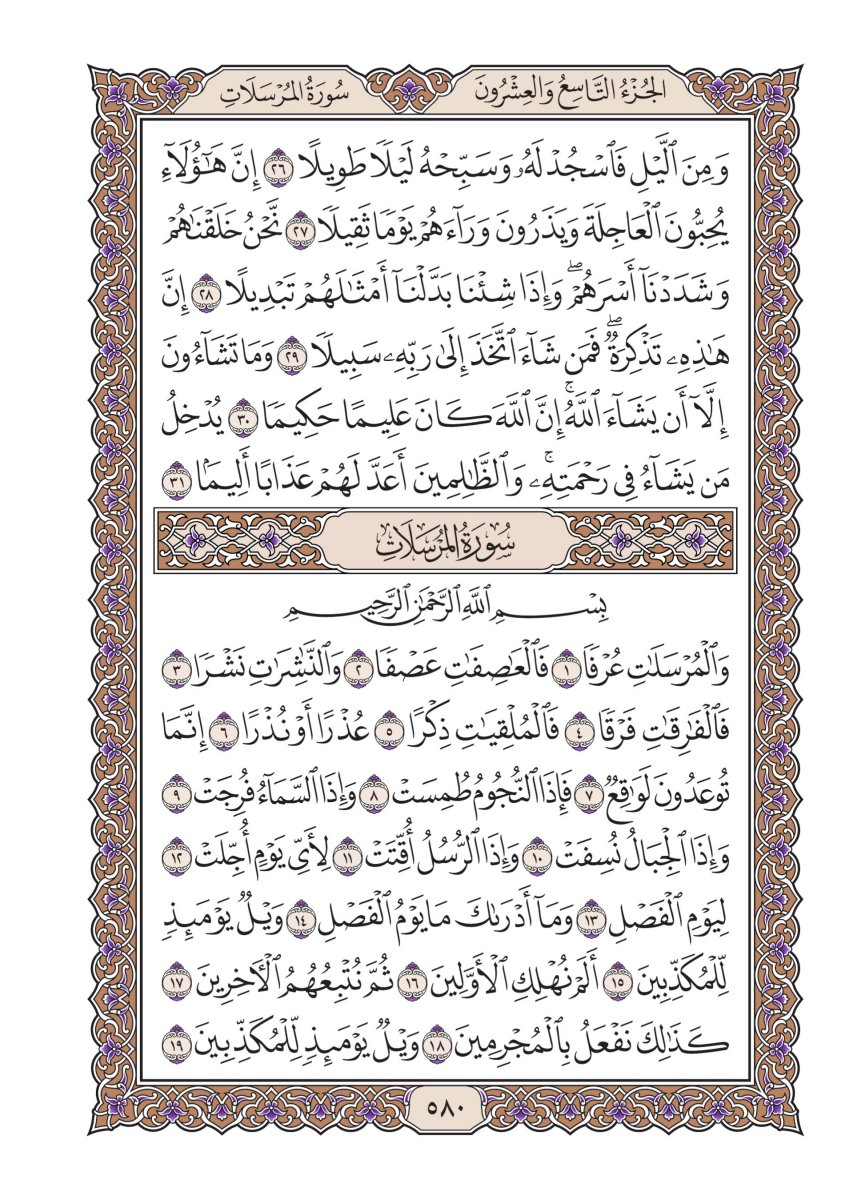 الجُزْءُ التَّاسِعُ وَالعِشْرُونَ
سُورَةُ المُرْسَلَاتِ
وَمِنَ ٱلَّيۡلِ فَٱسۡجُدۡ لَهُۥ وَسَبِّحۡهُ لَيۡلٗا طَوِيلًا ٢٦ إِنَّ هَٰٓؤُلَآءِ
يُحِبُّونَ ٱلۡعَاجِلَةَ وَيَذَرُونَ وَرَآءَهُمۡ يَوۡمٗا ثَقِيلٗا ٢٧ نَّحۡنُ خَلَقۡنَٰهُمۡ
وَشَدَدۡنَآ أَسۡرَهُمۡۖ وَإِذَا شِئۡنَا بَدَّلۡنَآ أَمۡثَٰلَهُمۡ تَبۡدِيلًا ٢٨ إِنَّ
هَٰذِهِۦ تَذۡكِرَةٞۖ فَمَن شَآءَ ٱتَّخَذَ إِلَىٰ رَبِّهِۦ سَبِيلٗا ٢٩ وَمَا تَشَآءُونَ
إِلَّآ أَن يَشَآءَ ٱللَّهُۚ إِنَّ ٱللَّهَ كَانَ عَلِيمًا حَكِيمٗا ٣٠ يُدۡخِلُ
مَن يَشَآءُ فِي رَحۡمَتِهِۦۚ وَٱلظَّٰلِمِينَ أَعَدَّ لَهُمۡ عَذَابًا أَلِيمَۢا ٣١
سُورَةُ المُرْسَلَاتِ
بِسۡمِ ٱللَّهِ ٱلرَّحۡمَٰنِ ٱلرَّحِيمِ
وَٱلۡمُرۡسَلَٰتِ عُرۡفٗا ١ فَٱلۡعَٰصِفَٰتِ عَصۡفٗا ٢ وَٱلنَّٰشِرَٰتِ نَشۡرٗا ٣
فَٱلۡفَٰرِقَٰتِ فَرۡقٗا ٤ فَٱلۡمُلۡقِيَٰتِ ذِكۡرًا ٥ عُذۡرًا أَوۡ نُذۡرًا ٦ إِنَّمَا
تُوعَدُونَ لَوَٰقِعٞ ٧ فَإِذَا ٱلنُّجُومُ طُمِسَتۡ ٨ وَإِذَا ٱلسَّمَآءُ فُرِجَتۡ ٩
وَإِذَا ٱلۡجِبَالُ نُسِفَتۡ ١٠ وَإِذَا ٱلرُّسُلُ أُقِّتَتۡ ١١ لِأَيِّ يَوۡمٍ أُجِّلَتۡ ١٢
لِيَوۡمِ ٱلۡفَصۡلِ ١٣ وَمَآ أَدۡرَىٰكَ مَا يَوۡمُ ٱلۡفَصۡلِ ١٤ وَيۡلٞ يَوۡمَئِذٖ
لِّلۡمُكَذِّبِينَ ١٥ أَلَمۡ نُهۡلِكِ ٱلۡأَوَّلِينَ ١٦ ثُمَّ نُتۡبِعُهُمُ ٱلۡأٓخِرِينَ ١٧
كَذَٰلِكَ نَفۡعَلُ بِٱلۡمُجۡرِمِينَ ١٨ وَيۡلٞ يَوۡمَئِذٖ لِّلۡمُكَذِّبِينَ ١٩
٥٨٠